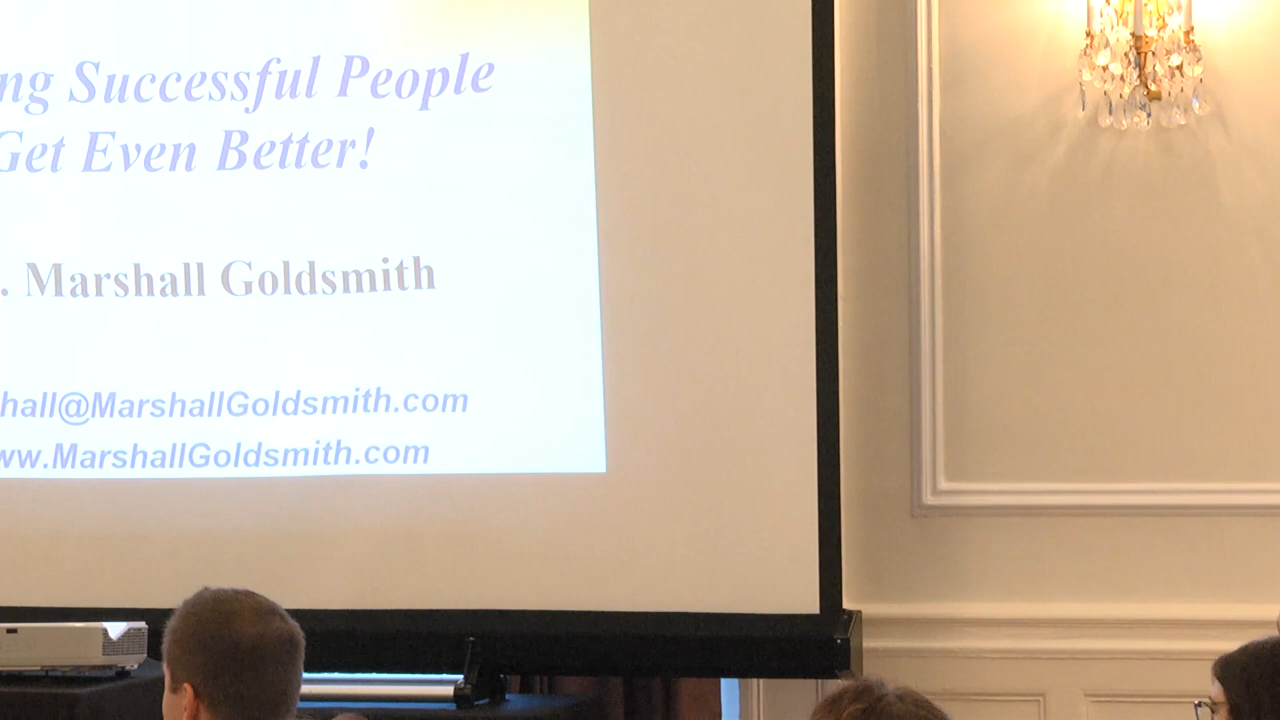 ng Successful People
Get Even Better!
. Marshall Goldsmith
hall@MarshallGoldsmith.com
ww.MarshallGoldsmith.com